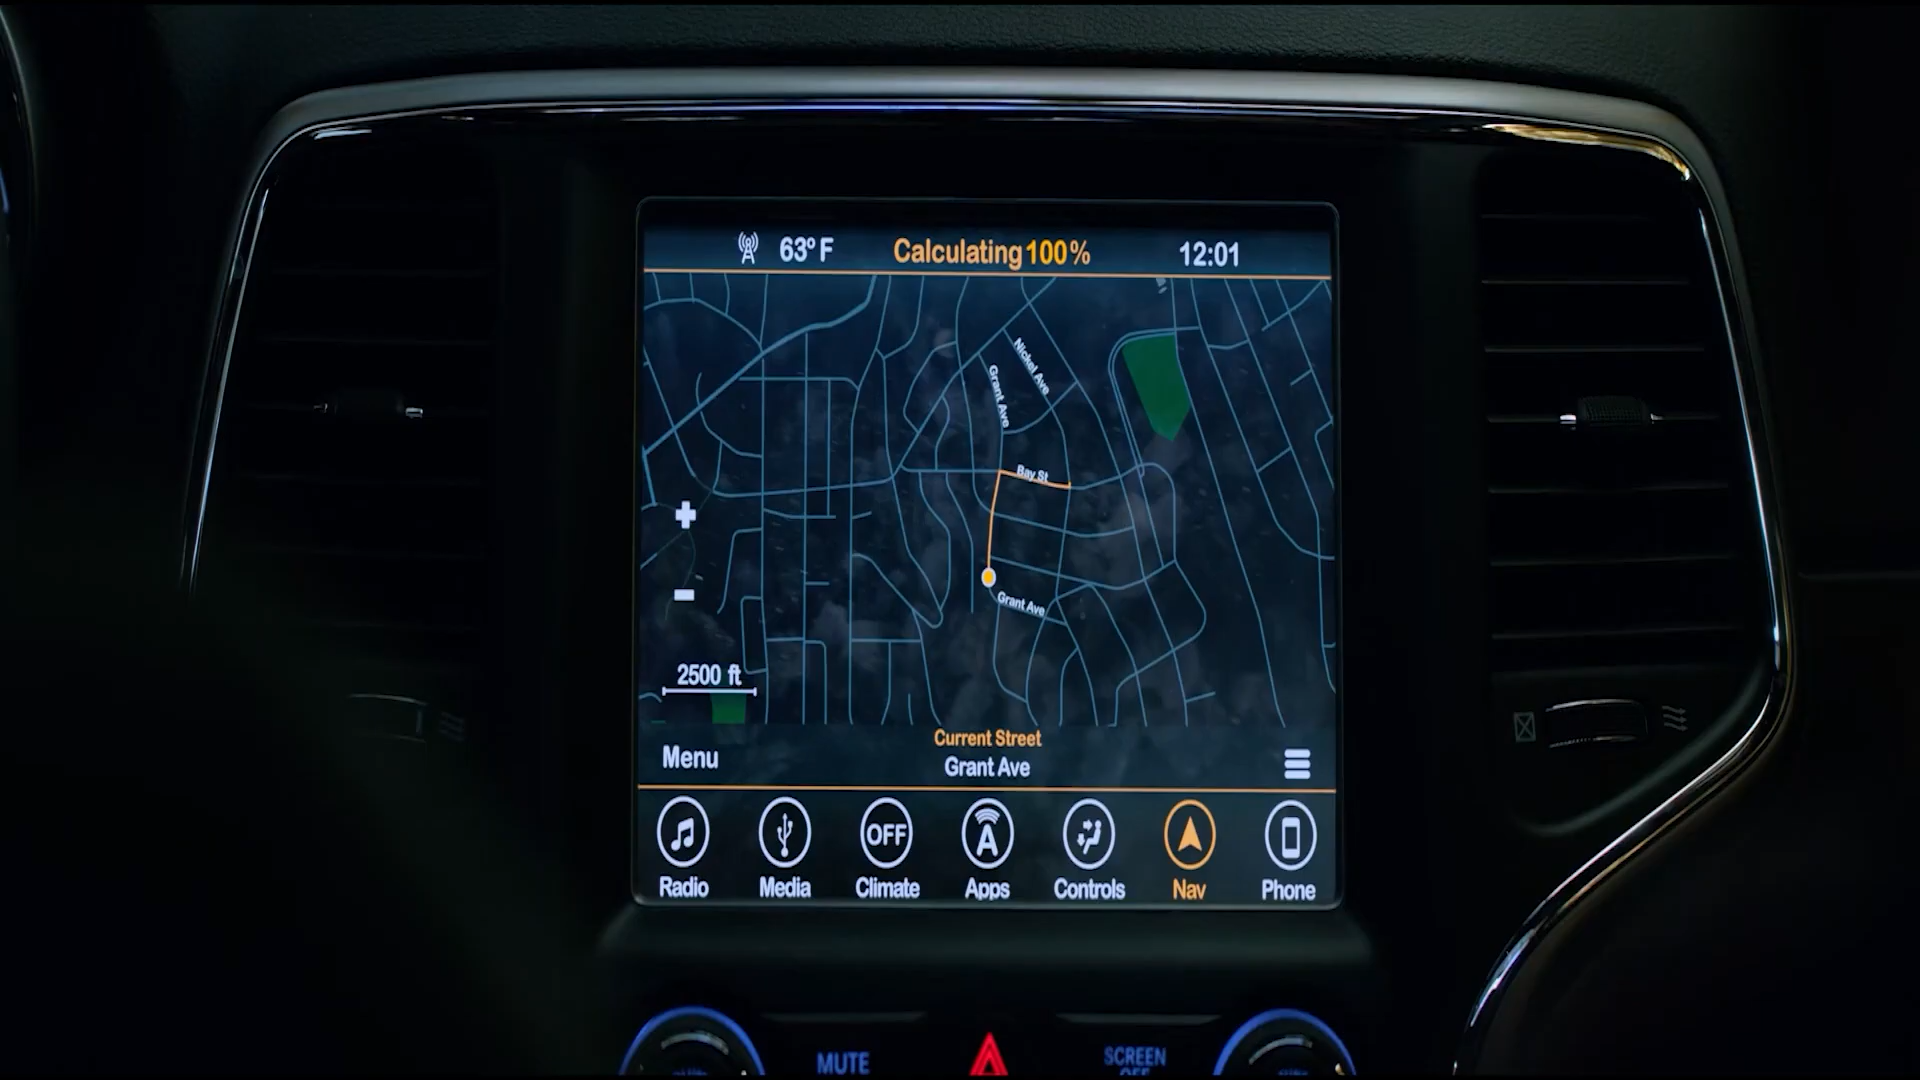 63° F
Calculating 100%
12:01
Nickel Ave
Grant Ave
Bay St
Grant Ave
2500 ft
Current Street
Menu
Grant Ave
OFF
A
Radio
Media
Climate
Apps
Controls
Nav
Phone
MUTE
SCREEN
OFF